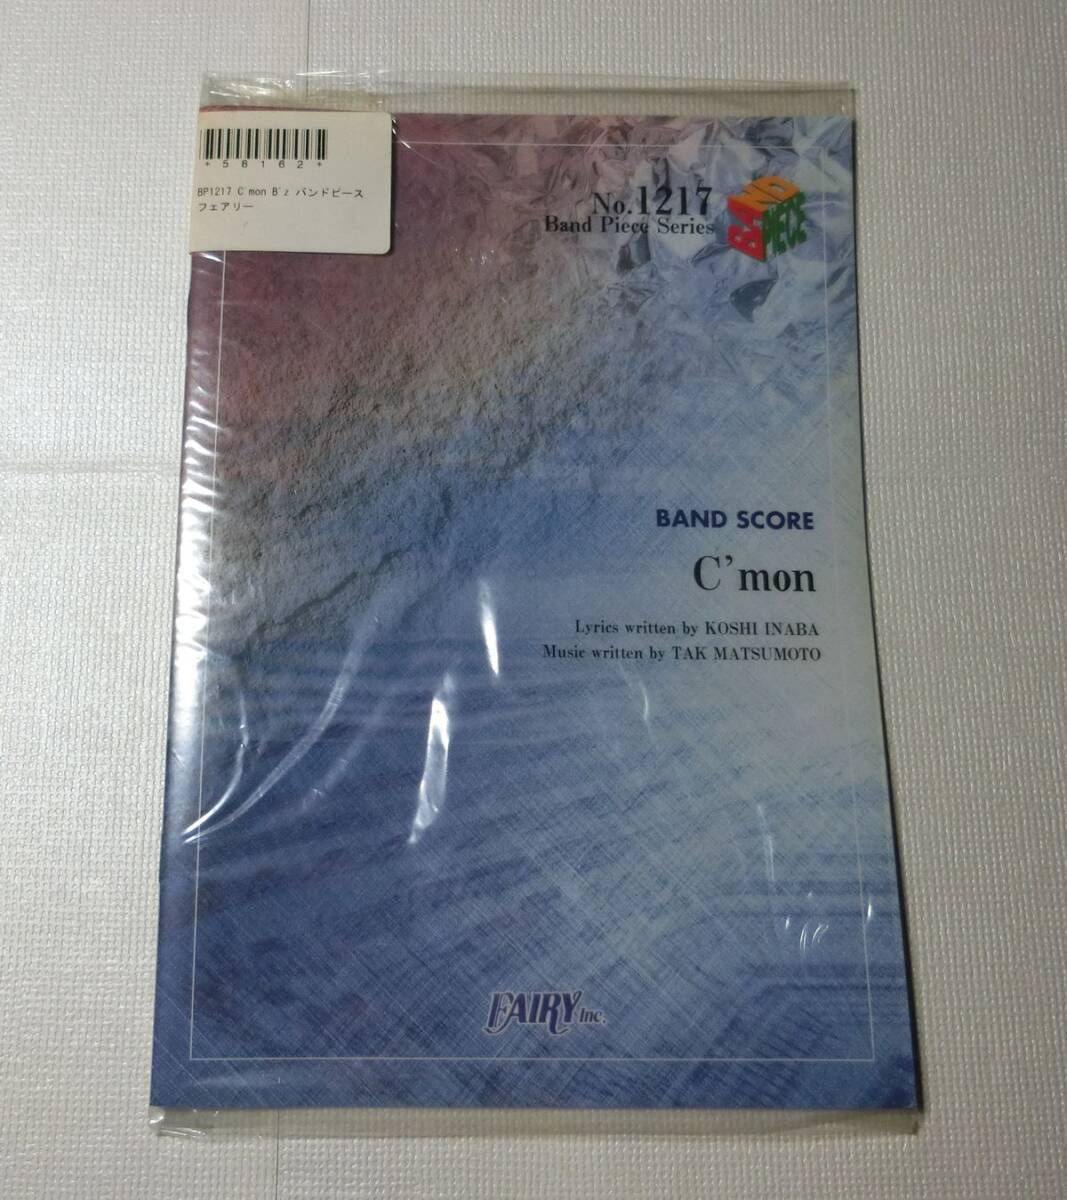 *58162*
BP1217 C'mon B'z バンドピース
フェアリー
No.1217
Band Piece Series
BAND
PIECE
BAND SCORE
C'mon
Lyrics written by KOSHI INABA
Music written by TAK MATSUMOTO
FAIRY Inc.